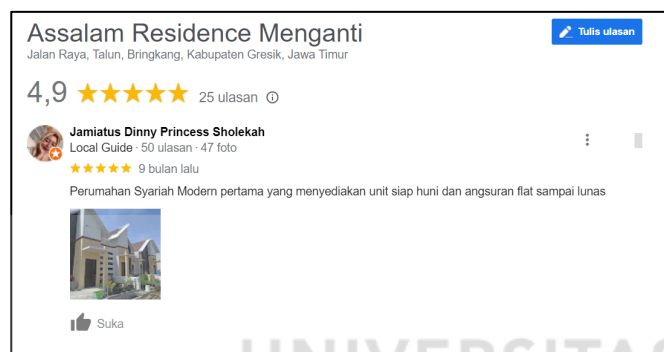 Assalam Residence Menganti
Tulis ulasan
Jalan Raya, Talun, Bringkang, Kabupaten Gresik, Jawa Timur
4,9 25 ulasan
Jamiatus Dinny Princess Sholekah
Local Guide · 50 ulasan · 47 foto
9 bulan lalu
Perumahan Syariah Modern pertama yang menyediakan unit siap huni dan angsuran flat sampai lunas
Suka
UNIVERSITAS